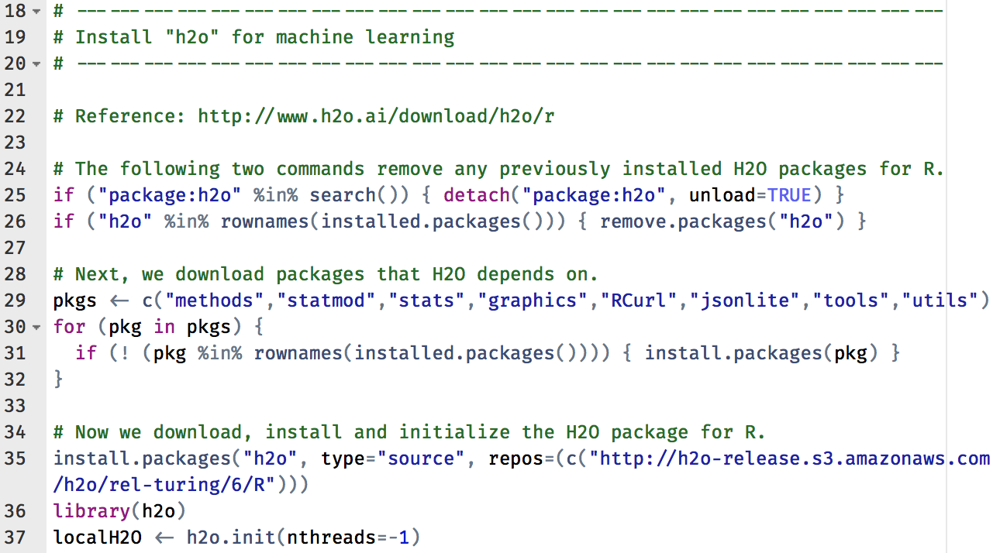 18 # --- --- --- --- --- --- --- --- --- --- --- --- --- --- --- --- --- --- --- --- --- --- --- --- --- ---
19 # Install "h2o" for machine learning
20 # --- --- --- --- --- --- --- --- --- --- --- --- --- --- --- --- --- --- --- --- --- --- --- --- --- ---
21
22 # Reference: http://www.h2o.ai/download/h2o/r
23
24 # The following two commands remove any previously installed H2O packages for R.
25 if ("package:h2o" %in% search()) { detach("package:h2o", unload=TRUE) }
26 if ("h2o" %in% rownames(installed.packages())) { remove.packages("h2o") }
27
28 # Next, we download packages that H2O depends on.
29 pkgs <- c("methods","statmod","stats","graphics","RCurl","jsonlite","tools","utils")
30 for (pkg in pkgs) {
31   if (! (pkg %in% rownames(installed.packages()))) { install.packages(pkg) }
32 }
33
34 # Now we download, install and initialize the H2O package for R.
35 install.packages("h2o", type="source", repos=(c("http://h2o-release.s3.amazonaws.com
/h2o/rel-turing/6/R")))
36 library(h2o)
37 localH2O <- h2o.init(nthreads=-1)